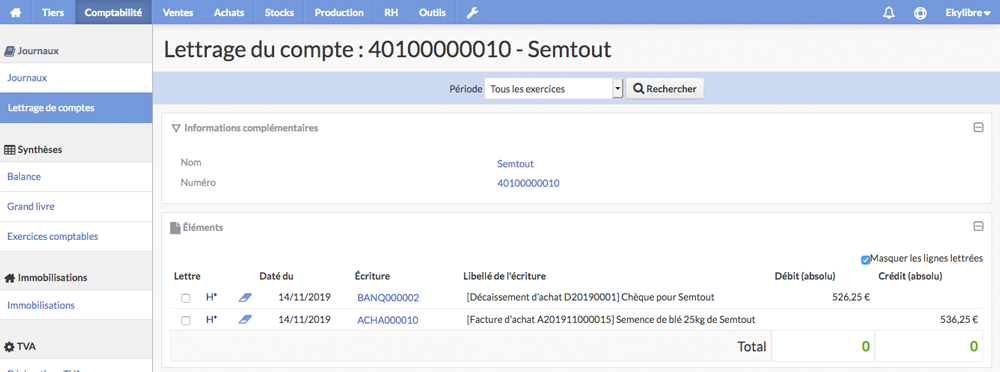 Tiers Comptabilité Ventes Achats Stocks Production RH Outils Ekylibre
Journaux
Journaux
Lettrage de comptes
Synthèses
Balance
Grand livre
Exercices comptables
Immobilisations
Immobilisations
TVA
Lettrage du compte : 40100000010 - Semtout
Période Tous les exercices Rechercher
Informations complémentaires
Nom Semtout
Numéro 40100000010
Éléments
Masquer les lignes lettrées
Lettre Daté du Écriture Libellé de l'écriture Débit (absolu) Crédit (absolu)
H* 14/11/2019 BANQ000002 [Décaissement d'achat D20190001] Chèque pour Semtout 526,25 €
H* 14/11/2019 ACHA000010 [Facture d'achat A201911000015] Semence de blé 25kg de Semtout 536,25 €
Total 0 0